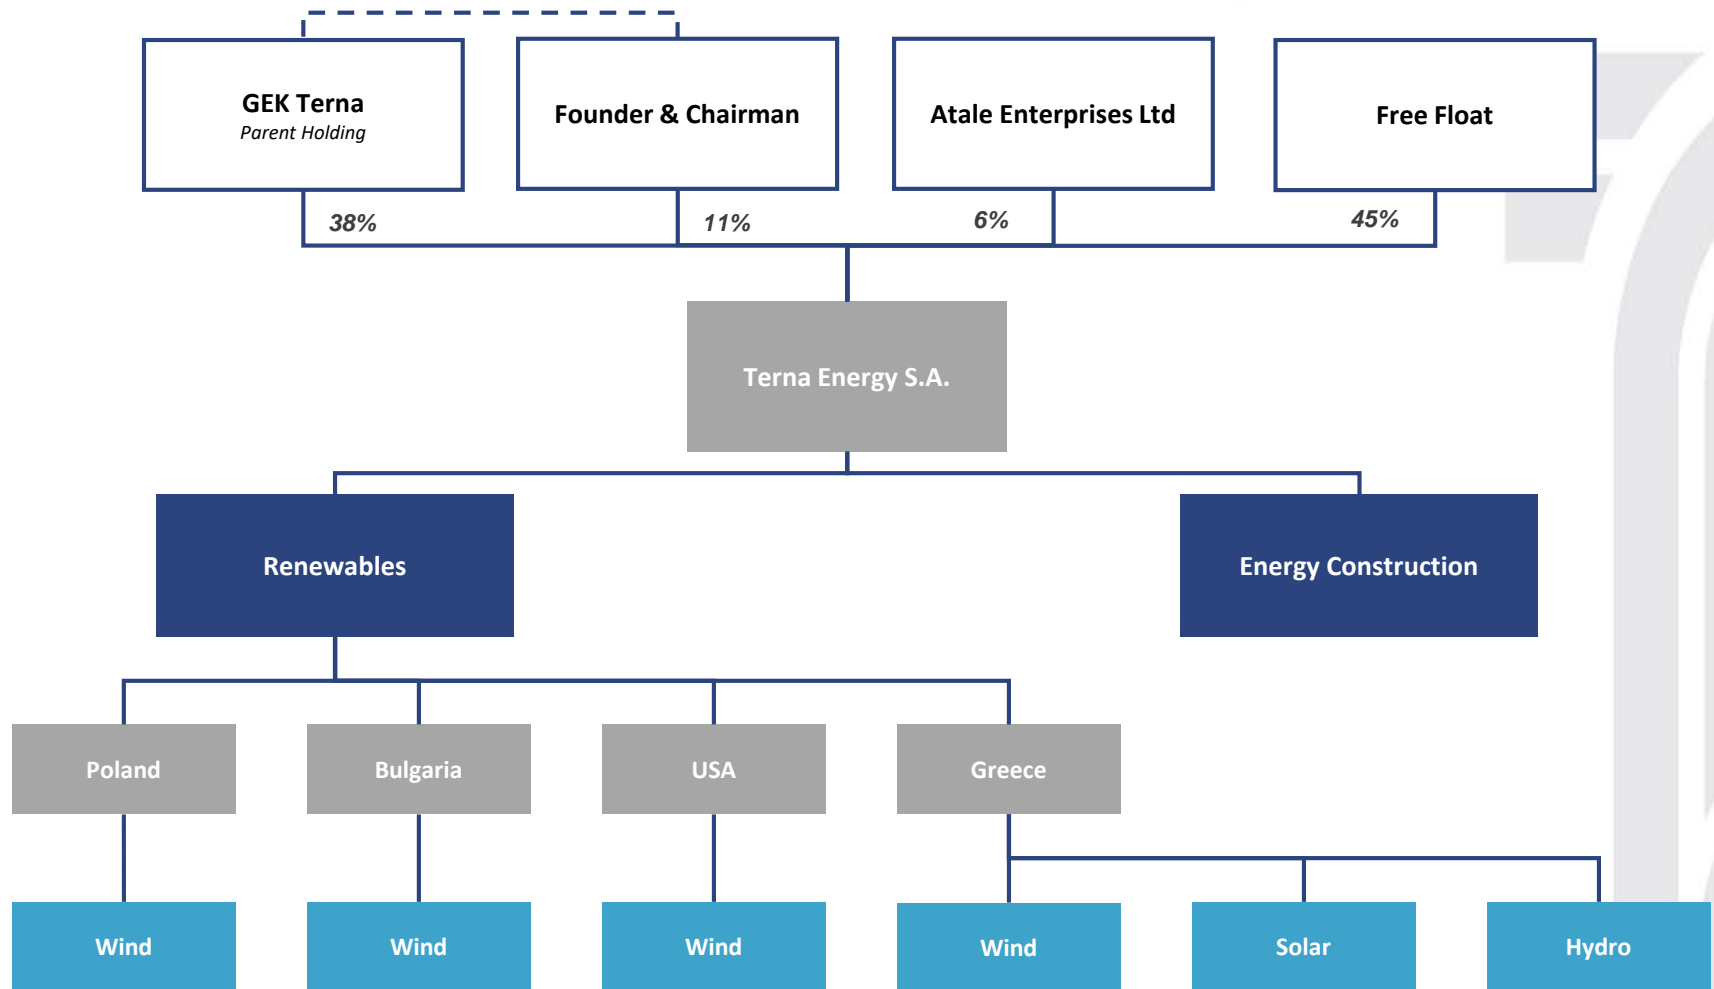 GEK Terna
Parent Holding
Founder & Chairman
Atale Enterprises Ltd
Free Float
38%
11%
6%
45%
Terna Energy S.A.
Renewables
Energy Construction
Poland
Bulgaria
USA
Greece
Wind
Wind
Wind
Wind
Solar
Hydro